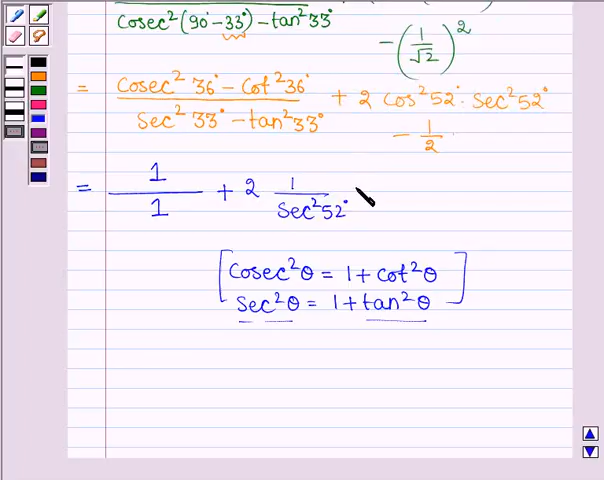 cosec²(90°-33°) - tan²33°
- (1/√2)²
= cosec²36° - cot²36° / sec²33° - tan²33° + 2 cos²52° · sec²52°
- 1/2
= 1/1 + 2 1/sec²52°
[cosec²θ = 1 + cot²θ
sec²θ = 1 + tan²θ]